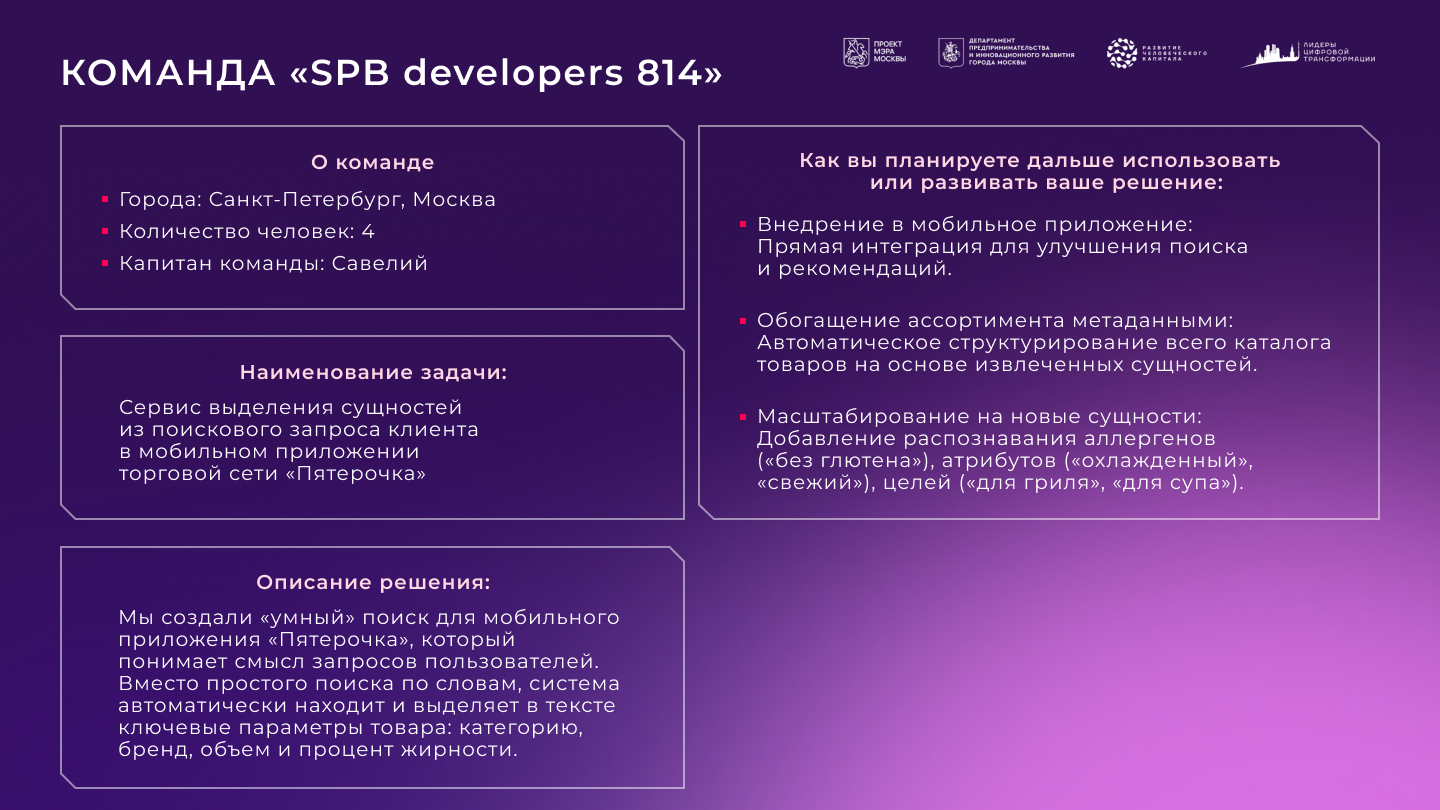 КОМАНДА «SPB developers 814»
ПРОЕКТ
МЭРА
МОСКВЫ
ДЕПАРТАМЕНТ
ПРЕДПРИНИМАТЕЛЬСТВА
И ИННОВАЦИОННОГО РАЗВИТИЯ
ГОРОДА МОСКВЫ
РАЗВИТИЕ
ЧЕЛОВЕЧЕСКОГО
КАПИТАЛА
ЛИДЕРЫ
ЦИФРОВОЙ
ТРАНСФОРМАЦИИ
О команде
Города: Санкт-Петербург, Москва
Количество человек: 4
Капитан команды: Савелий
Наименование задачи:
Сервис выделения сущностей
из поискового запроса клиента
в мобильном приложении
торговой сети «Пятерочка»
Описание решения:
Мы создали «умный» поиск для мобильного
приложения «Пятерочка», который
понимает смысл запросов пользователей.
Вместо простого поиска по словам, система
автоматически находит и выделяет в тексте
ключевые параметры товара: категорию,
бренд, объем и процент жирности.
Как вы планируете дальше использовать
или развивать ваше решение:
Внедрение в мобильное приложение:
Прямая интеграция для улучшения поиска
и рекомендаций.
Обогащение ассортимента метаданными:
Автоматическое структурирование всего каталога
товаров на основе извлеченных сущностей.
Масштабирование на новые сущности:
Добавление распознавания аллергенов
(«без глютена»), атрибутов («охлажденный»,
«свежий»), целей («для гриля», «для супа»).